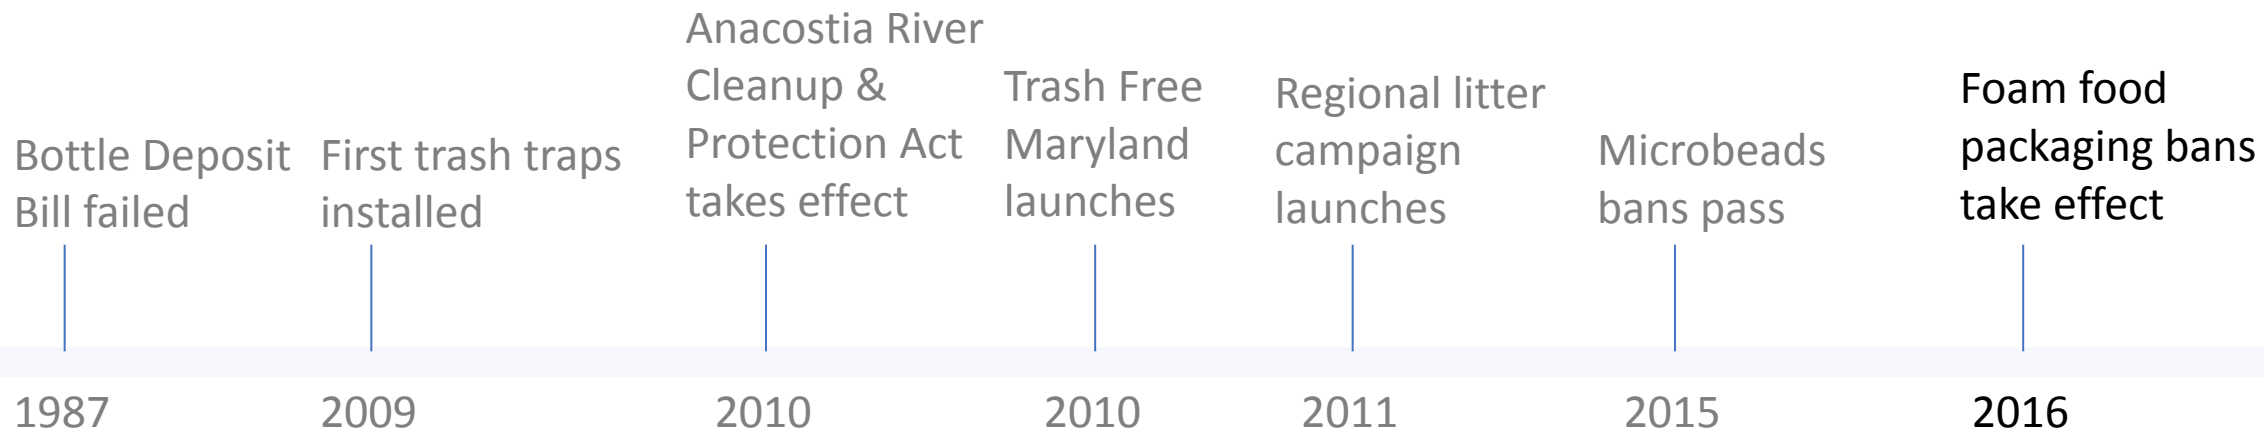 Bottle Deposit
Bill failed
First trash traps
installed
Anacostia River
Cleanup &
Protection Act
takes effect
Trash Free
Maryland
launches
Regional litter
campaign
launches
Microbeads
bans pass
Foam food
packaging bans
take effect
1987
2009
2010
2010
2011
2015
2016